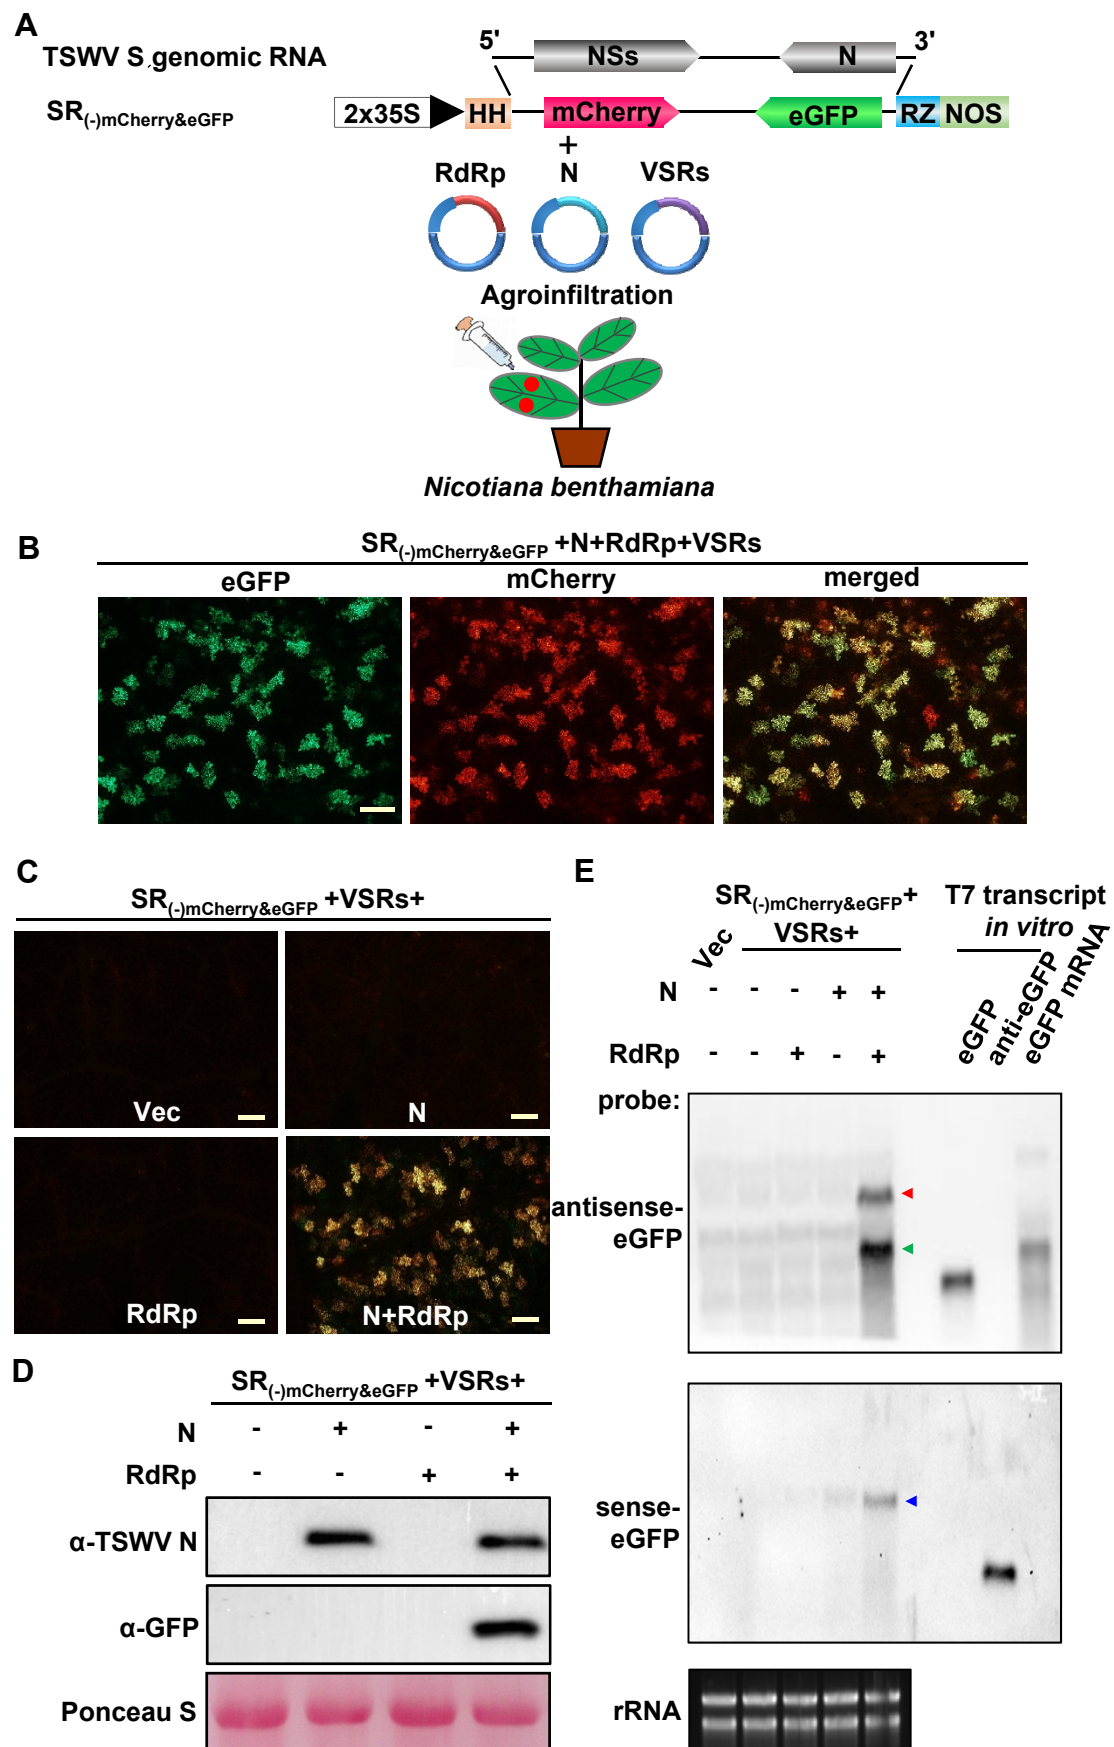 A
TSWV S genomic RNA
5'
NSs
N
3'
SR(-)mCherry&eGFP
2x35S
HH
mCherry
eGFP
RZ
NOS
+
RdRp
N
VSRs
Agroinfiltration
Nicotiana benthamiana
B
SR(-)mCherry&eGFP +N+RdRp+VSRs
eGFP
mCherry
merged
C
SR(-)mCherry&eGFP +VSRs+
Vec
N
RdRp
N+RdRp
D
SR(-)mCherry&eGFP +VSRs+
N - + - +
RdRp - - + +
α-TSWV N
α-GFP
Ponceau S
E
SR(-)mCherry&eGFP+
VSRs+
Vec
T7 transcript
in vitro
eGFP
anti-eGFP
eGFP mRNA
N - - - + +
RdRp - - + - +
probe:
antisense-
eGFP
sense-
eGFP
rRNA